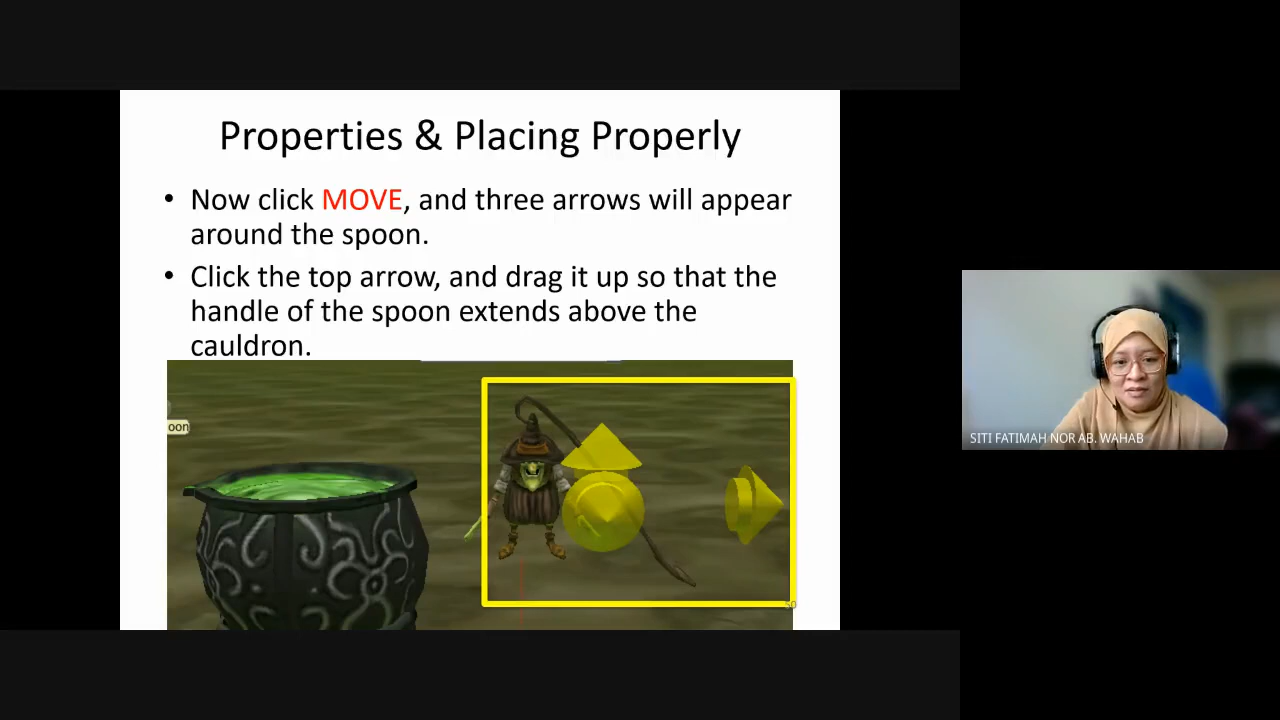 Properties & Placing Properly
• Now click MOVE, and three arrows will appear
around the spoon.
• Click the top arrow, and drag it up so that the
handle of the spoon extends above the
cauldron.
oon
SITI FATIMAH NOR AB. WAHAB